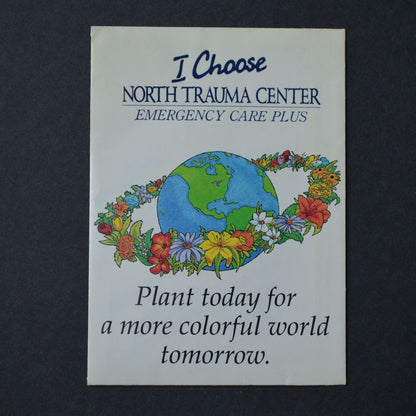 I Choose
NORTH TRAUMA CENTER
EMERGENCY CARE PLUS
Plant today for
a more colorful world
tomorrow.